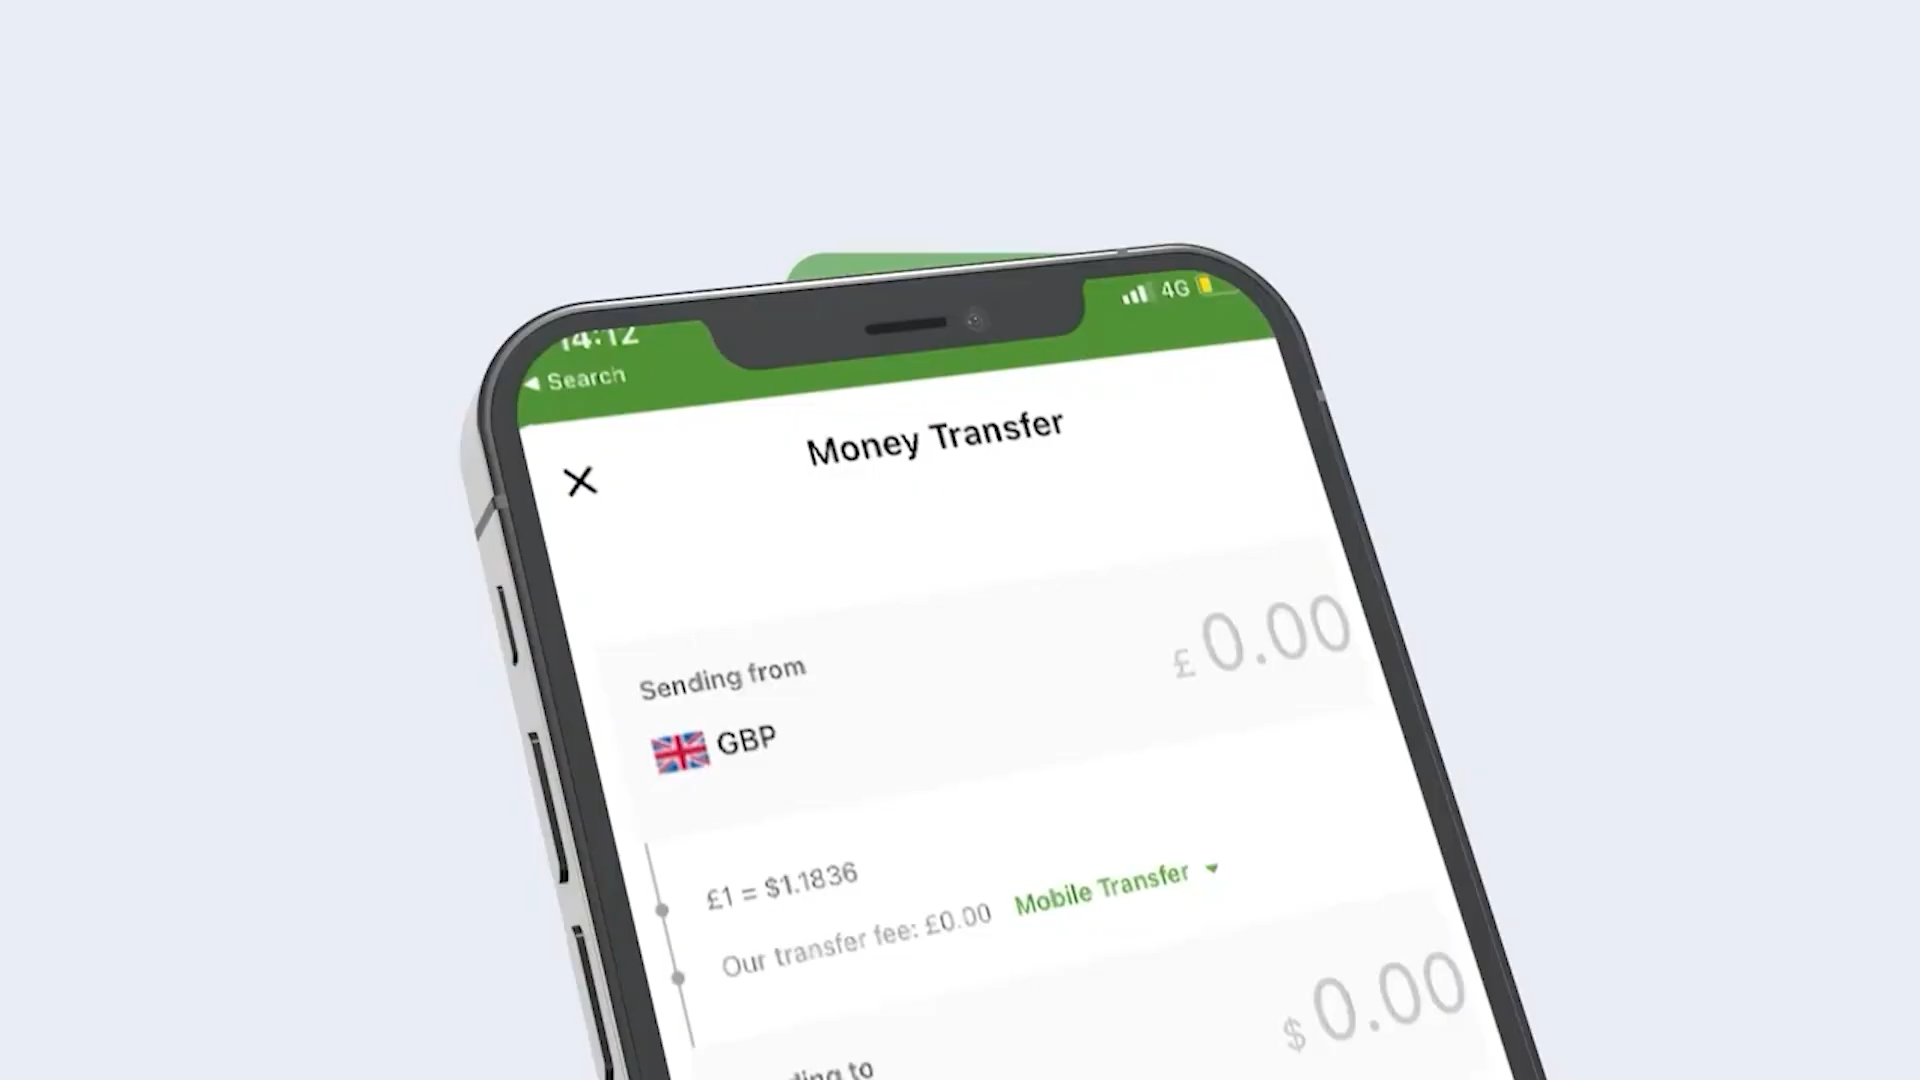 14:12
4G
◀ Search
Money Transfer
Sending from
£ 0.00
GBP
£1 = $1.1836
Our transfer fee: £0.00 Mobile Transfer
$ 0.00
to